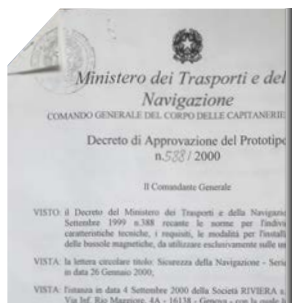 Ministero dei Trasporti e del
Navigazione
COMANDO GENERALE DEL CORPO DELLE CAPITANERIE
Decreto di Approvazione del Prototipo
n.588/2000
Il Comandante Generale
VISTO: il Decreto del Ministero dei Trasporti e della Navigazio
Settembre 1999 n.388 recante le norme per l'indivi
caratteristiche tecniche, i requisiti, le modalità per l'install
delle bussole magnetiche, da utilizzare esclusivamente sulle un
VISTA: la lettera circolare titolo: Sicurezza della Navigazione - Serie
in data 26 Gennaio 2000;
VISTA: l'istanza in data 4 Settembre 2000 della Società RIVIERA s.
Via Inf. Rio Maggiore, 4A - 16138 - Genova - con la quale